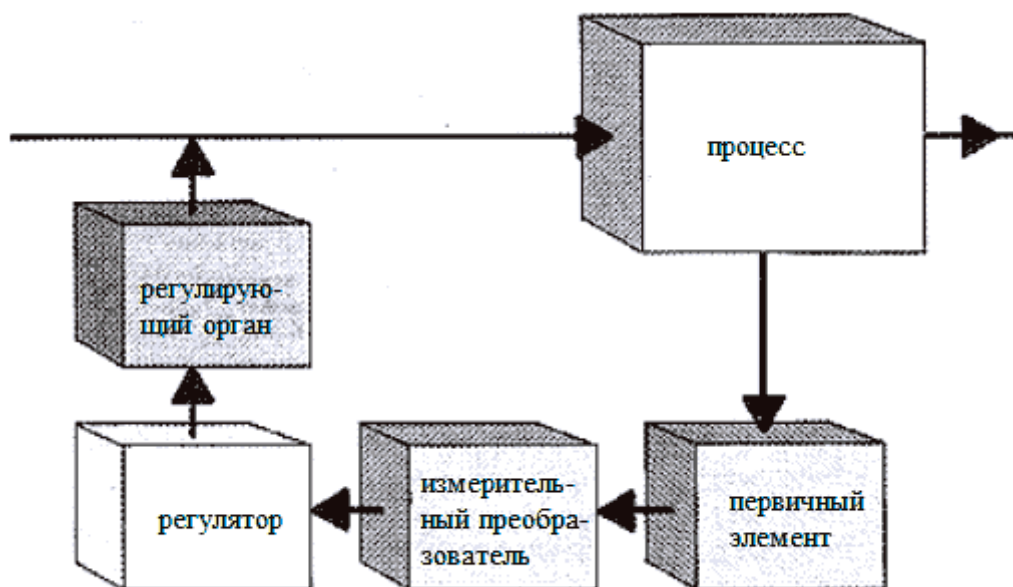 процесс
регулирую-
щий орган
регулятор
измеритель-
ный преобра-
зователь
первичный
элемент